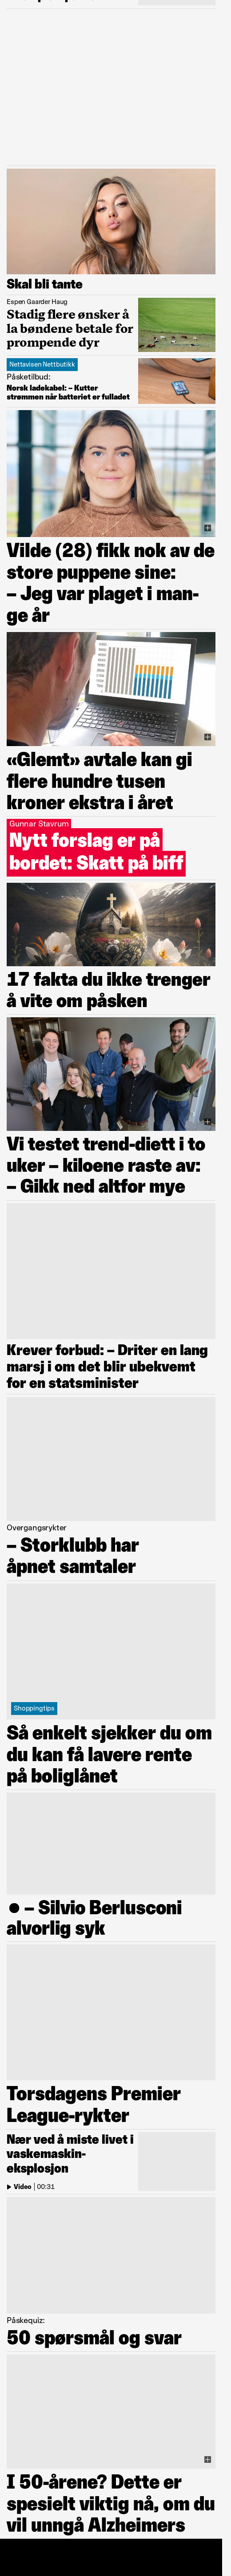 Skal bli tante
Espen Gaarder Haug
Stadig flere ønsker å
la bøndene betale for
prompende dyr
Nettavisen Nettbutikk
Påsketilbud:
Norsk ladekabel: – Kutter
strømmen når batteriet er fulladet
Vilde (28) fikk nok av de
store puppene sine:
– Jeg var plaget i man-
ge år
«Glemt» avtale kan gi
flere hundre tusen
kroner ekstra i året
Gunnar Stavrum
Nytt forslag er på
bordet: Skatt på biff
17 fakta du ikke trenger
å vite om påsken
Vi testet trend-diett i to
uker – kiloene raste av:
– Gikk ned altfor mye
Krever forbud: – Driter en lang
marsj i om det blir ubekvemt
for en statsminister
Overgangsrykter
– Storklubb har
åpnet samtaler
Shoppingtips
Så enkelt sjekker du om
du kan få lavere rente
på boliglånet
● – Silvio Berlusconi
alvorlig syk
Torsdagens Premier
League-rykter
Nær ved å miste livet i
vaskemaskin-
eksplosjon
Video | 00:31
Påskequiz:
50 spørsmål og svar
I 50-årene? Dette er
spesielt viktig nå, om du
vil unngå Alzheimers